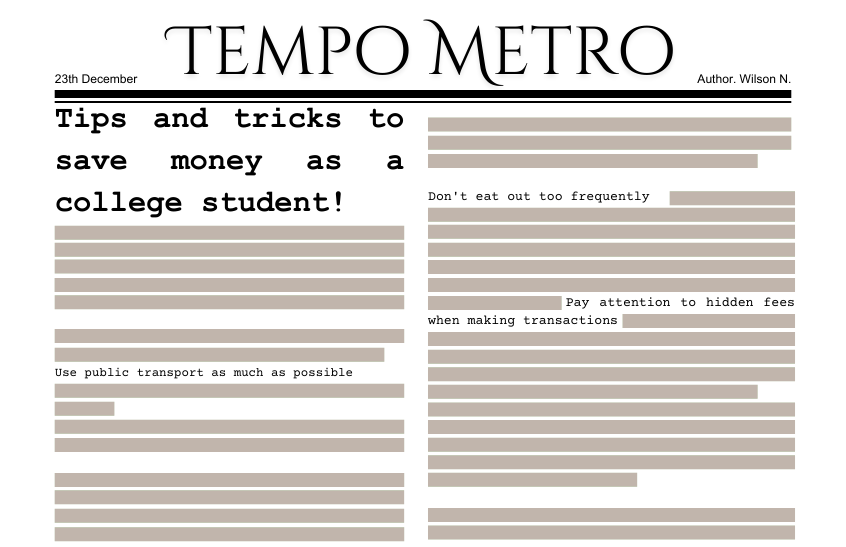 TEMPO METRO
23th December
Author. Wilson N.
Tips and tricks to
save money as a
college student!
Use public transport as much as possible
Don't eat out too frequently
Pay attention to hidden fees
when making transactions